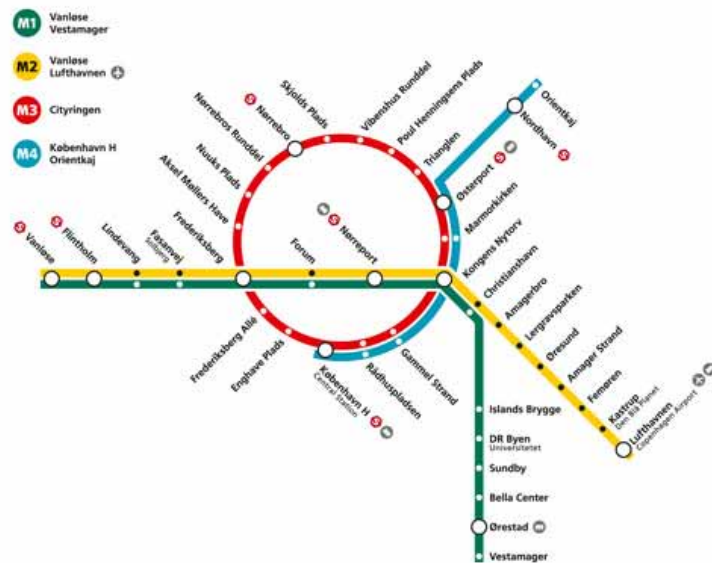 M1 Vanløse
Vestamager
M2 Vanløse
Lufthavnen
M3 Cityringen
M4 København H
Orientkaj
Vanløse
Flintholm
Lindevang
Fasanvej
Solbjerg
Frederiksberg
Aksel Møllers Have
Nuuks Plads
Nørrebros Runddel
Nørrebro
Skjolds Plads
Vibenshus Runddel
Poul Henningsens Plads
Trianglen
Østerport
Nordhavn
Orientkaj
Marmorkirken
Kongens Nytorv
Forum
Nørreport
S
S
S
S
S
S
S
Frederiksberg Allé
Enghave Plads
København H
Central Station
Rådhuspladsen
Gammel Strand
Christianshavn
Amagerbro
Lergravsparken
Øresund
Amager Strand
Femøren
Kastrup
Den Blå Planet
Lufthavnen
Copenhagen Airport
Islands Brygge
DR Byen
Universitetet
Sundby
Bella Center
Ørestad
Vestamager